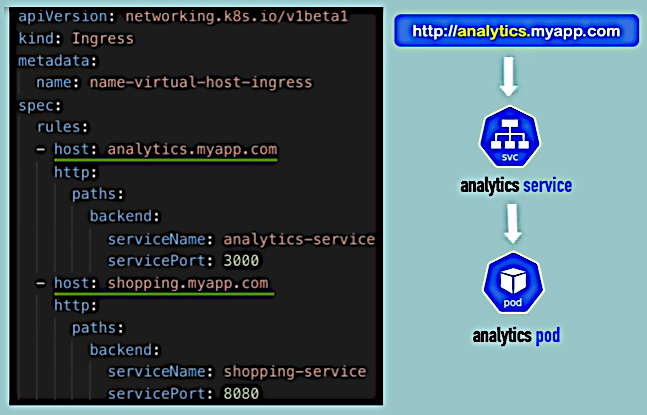 apiVersion: networking.k8s.io/v1beta1
kind: Ingress
metadata:
  name: name-virtual-host-ingress
spec:
  rules:
  - host: analytics.myapp.com
    http:
      paths:
        backend:
          serviceName: analytics-service
          servicePort: 3000
  - host: shopping.myapp.com
    http:
      paths:
        backend:
          serviceName: shopping-service
          servicePort: 8080
http://analytics.myapp.com
svc
analytics service
pod
analytics pod